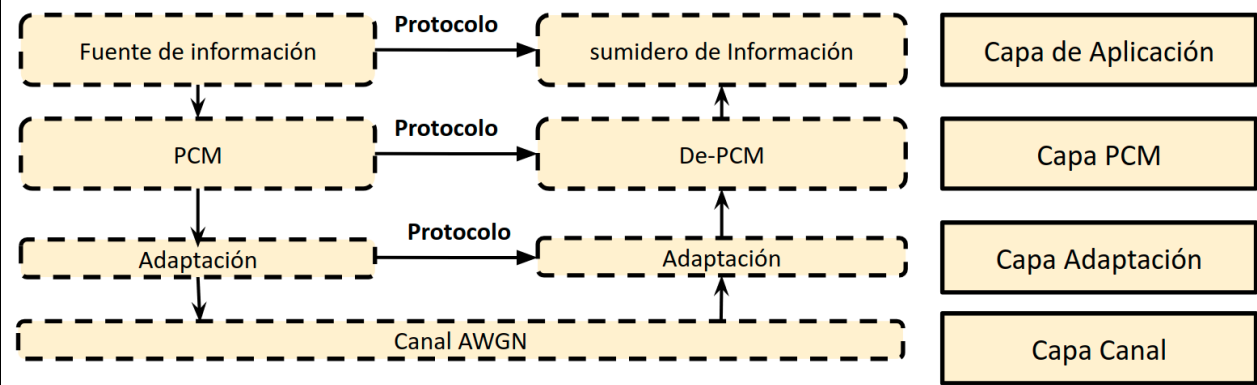 Protocolo
Fuente de información
sumidero de Información
Capa de Aplicación
Protocolo
PCM
De-PCM
Capa PCM
Protocolo
Adaptación
Adaptación
Capa Adaptación
Canal AWGN
Capa Canal